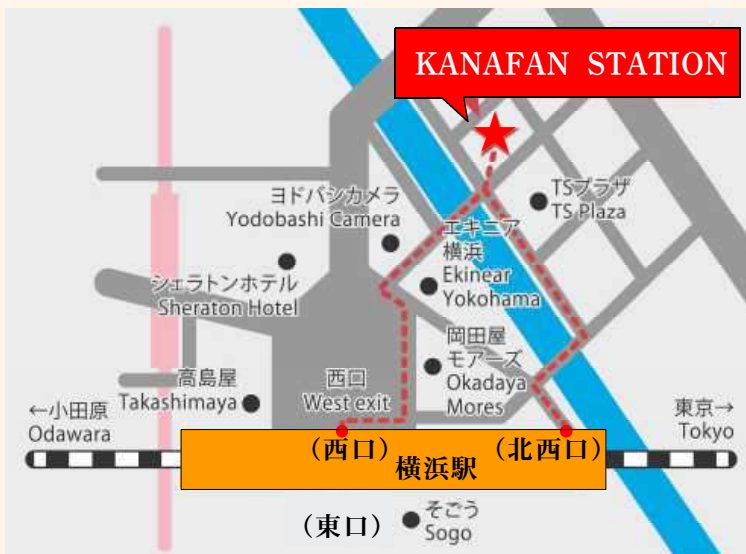 KANAFAN STATION
ヨドバシカメラ
Yodobashi Camera
TSプラザ
TS Plaza
エキニア
横浜
Ekinear
Yokohama
シェラトンホテル
Sheraton Hotel
岡田屋
モアーズ
Okadaya
Mores
高島屋
Takashimaya
西口
West exit
←小田原
Odawara
東京→
Tokyo
(西口)
横浜駅
(北西口)
(東口)
そごう
Sogo